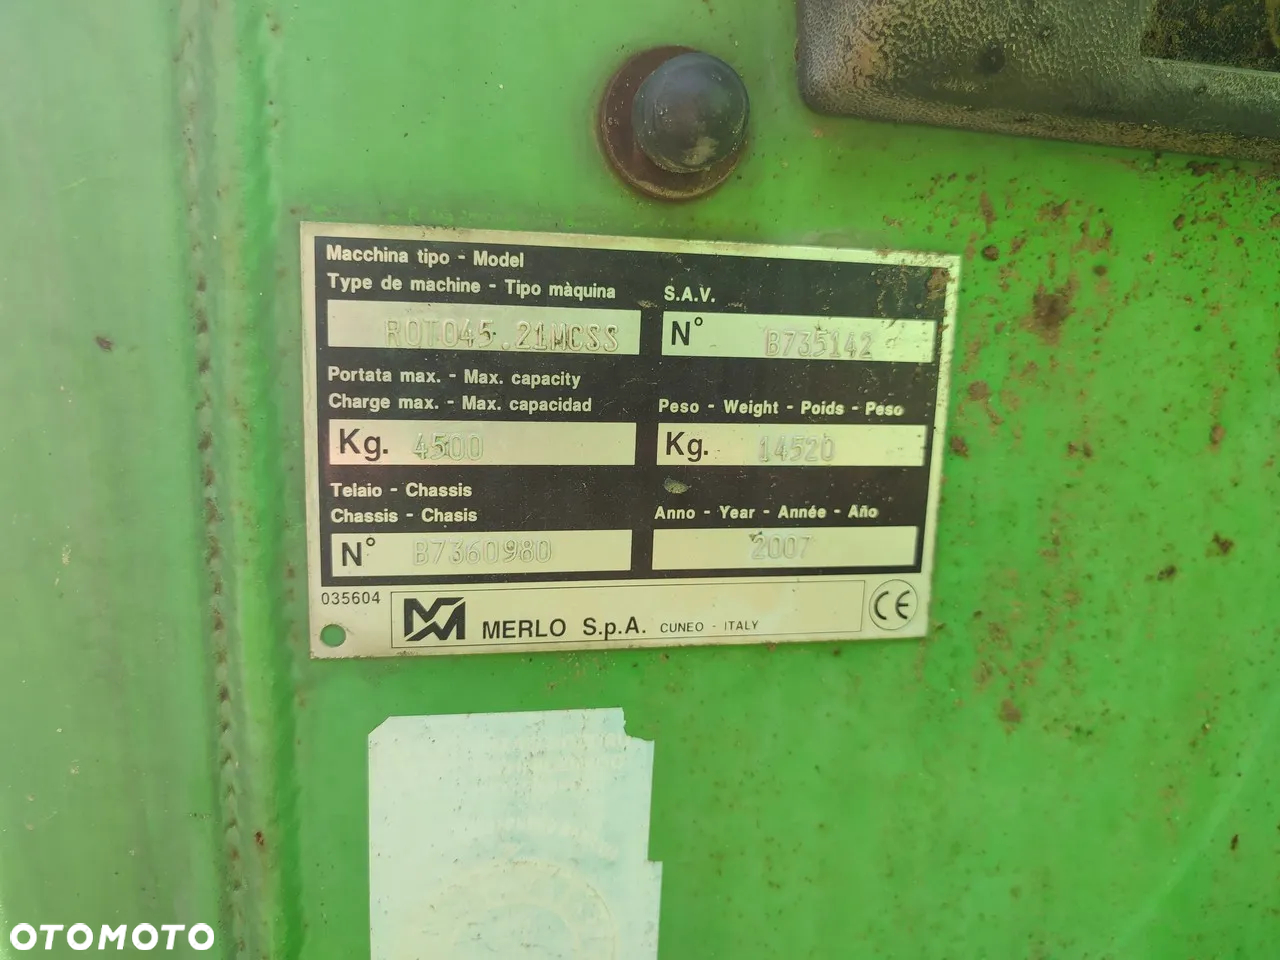 Macchina tipo - Model
Type de machine - Tipo màquina
S.A.V.
ROTO45.21MCSS
N° B735142
Portata max. - Max. capacity
Charge max. - Max. capacidad
Peso - Weight - Poids - Peso
Kg. 4500
Kg. 14520
Telaio - Chassis
Chassis - Chasis
Anno - Year - Année - Año
N° B7360980
2007
035604
MERLO S.p.A. CUNEO - ITALY
CE
OTOMOTO